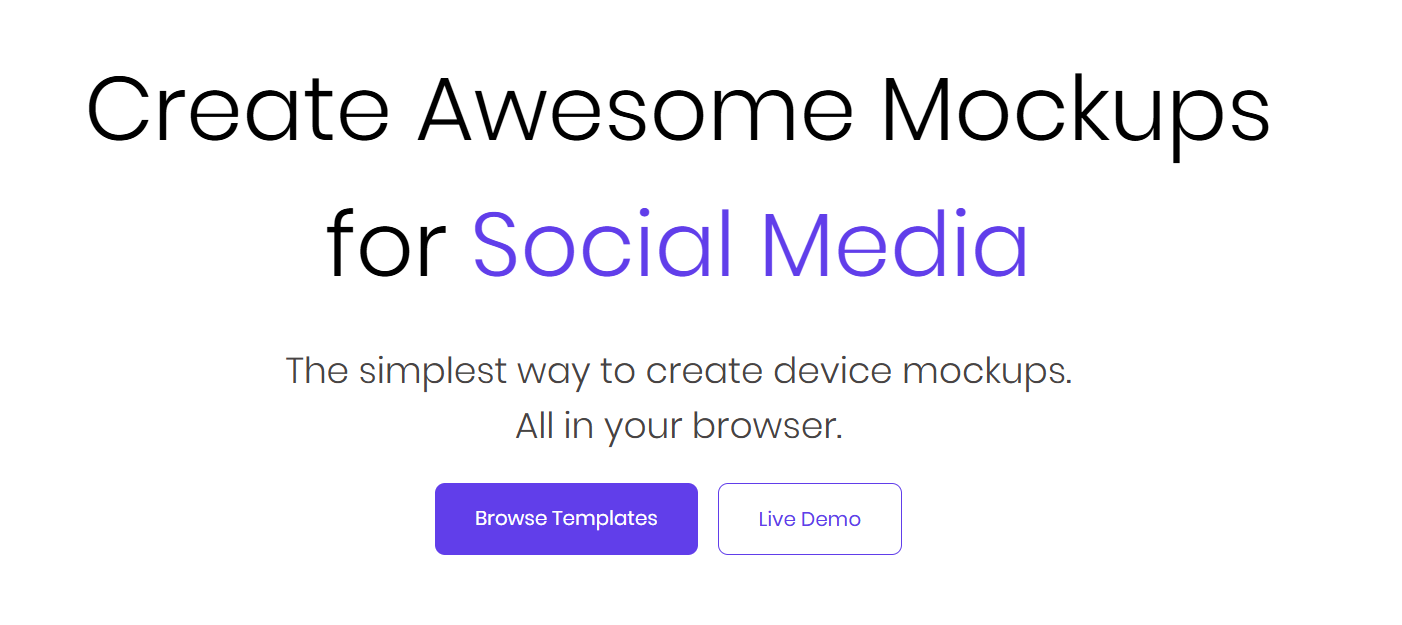 Create Awesome Mockups
for Social Media
The simplest way to create device mockups.
All in your browser.
Browse Templates
Live Demo